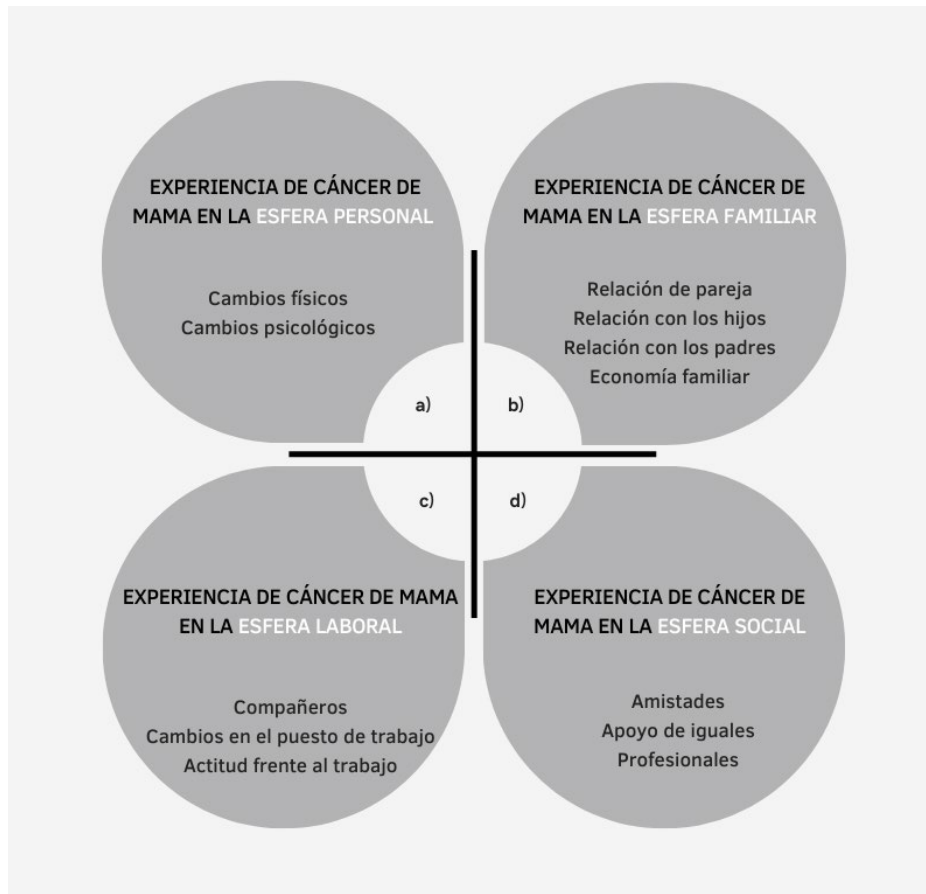 EXPERIENCIA DE CÁNCER DE
MAMA EN LA ESFERA PERSONAL
Cambios físicos
Cambios psicológicos
a)
EXPERIENCIA DE CÁNCER DE
MAMA EN LA ESFERA FAMILIAR
Relación de pareja
Relación con los hijos
Relación con los padres
Economía familiar
b)
c)
EXPERIENCIA DE CÁNCER DE MAMA
EN LA ESFERA LABORAL
Compañeros
Cambios en el puesto de trabajo
Actitud frente al trabajo
d)
EXPERIENCIA DE CÁNCER DE
MAMA EN LA ESFERA SOCIAL
Amistades
Apoyo de iguales
Profesionales